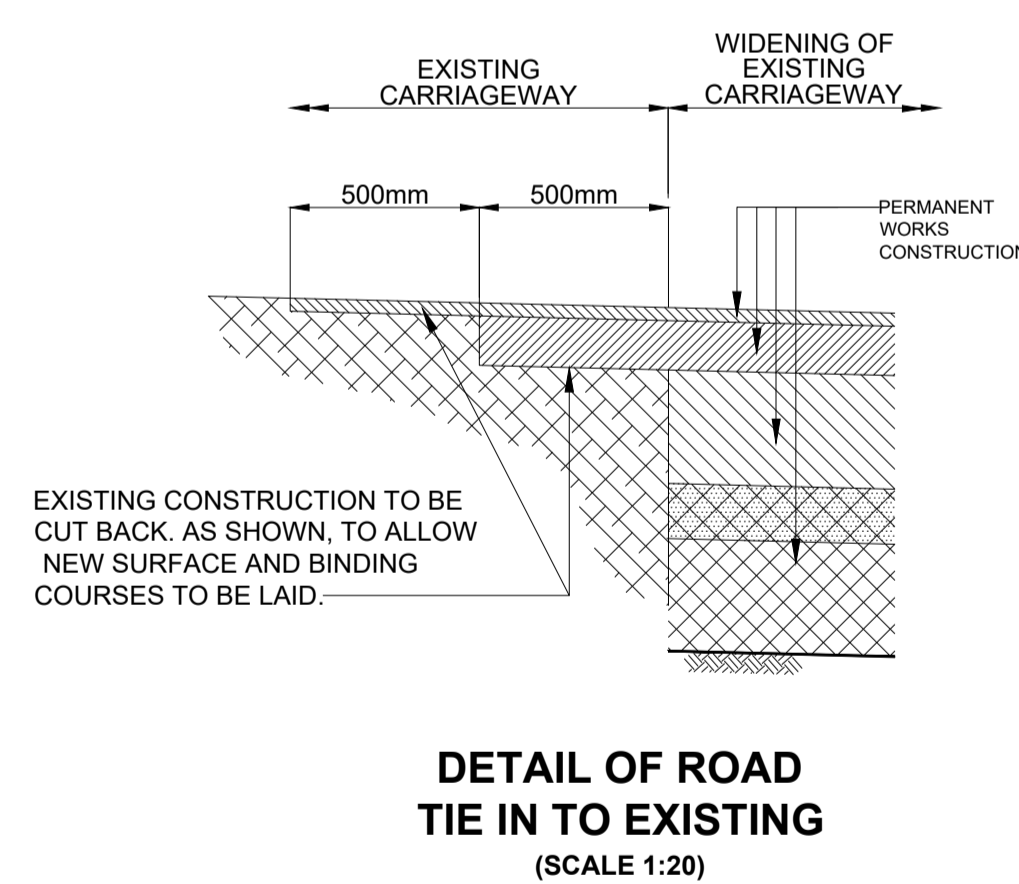 EXISTING
CARRIAGEWAY
WIDENING OF
EXISTING
CARRIAGEWAY
500mm
500mm
PERMANENT
WORKS
CONSTRUCTION
EXISTING CONSTRUCTION TO BE
CUT BACK. AS SHOWN, TO ALLOW
NEW SURFACE AND BINDING
COURSES TO BE LAID.
DETAIL OF ROAD
TIE IN TO EXISTING
(SCALE 1:20)